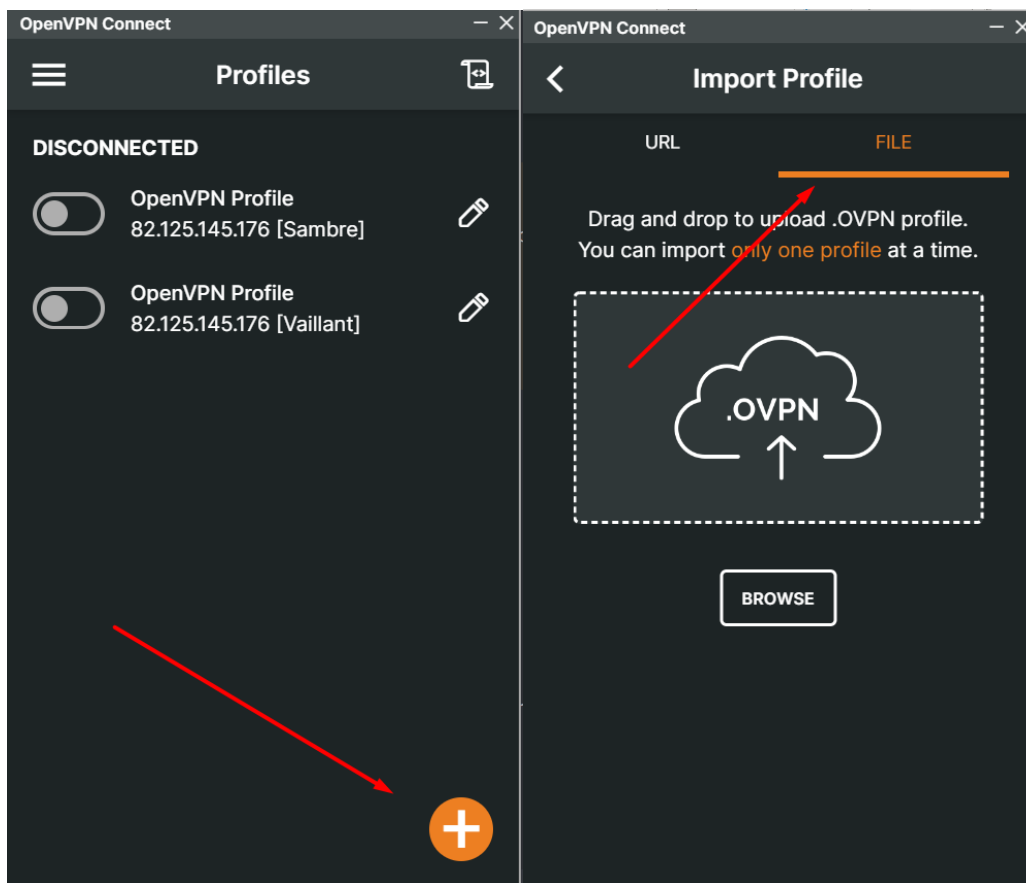 OpenVPN Connect
Profiles
DISCONNECTED
OpenVPN Profile
82.125.145.176 [Sambre]
OpenVPN Profile
82.125.145.176 [Vaillant]
OpenVPN Connect
Import Profile
URL
FILE
Drag and drop to upload .OVPN profile.
You can import only one profile at a time.
.OVPN
BROWSE